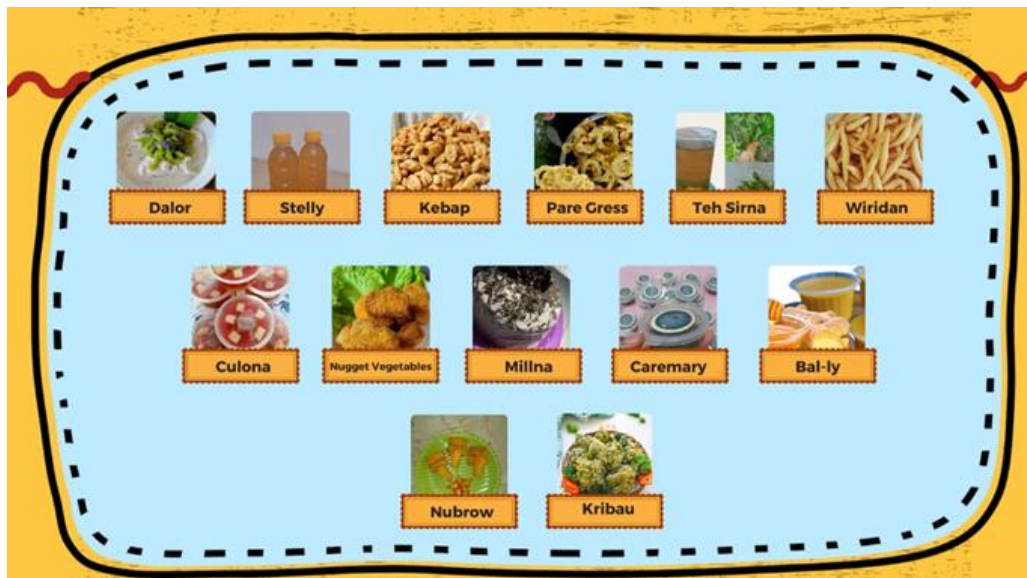 Dalor
Stelly
Kebap
Pare Gress
Teh Sirna
Wiridan
Culona
Nugget Vegetables
Millna
Caremary
Bal-ly
Nubrow
Kribau